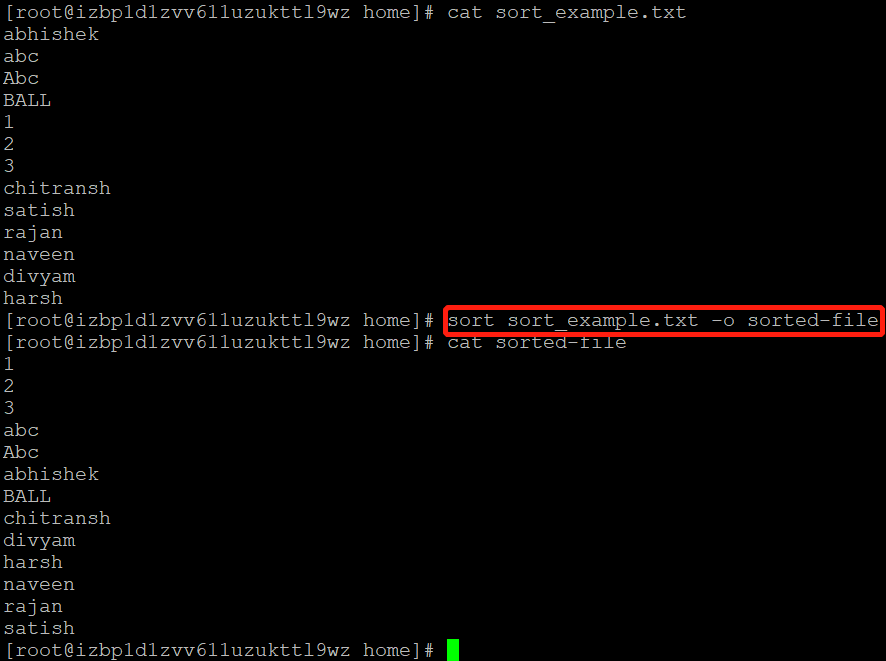 [root@izbp1d1zvv611uzukttl9wz home]# cat sort_example.txt
abhishek
abc
Abc
BALL
1
2
3
chitransh
satish
rajan
naveen
divyam
harsh
[root@izbp1d1zvv611uzukttl9wz home]# sort sort_example.txt -o sorted-file
[root@izbp1d1zvv611uzukttl9wz home]# cat sorted-file
1
2
3
abc
Abc
abhishek
BALL
chitransh
divyam
harsh
naveen
rajan
satish
[root@izbp1d1zvv611uzukttl9wz home]#